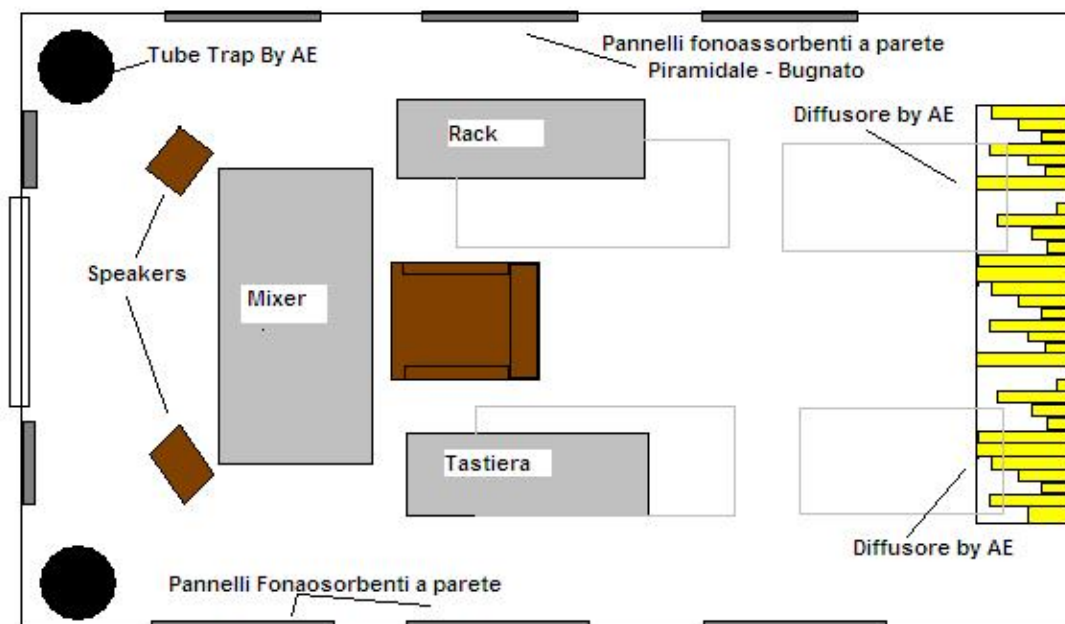 Tube Trap By AE
Pannelli fonoassorbenti a parete
Piramidale - Bugnato
Diffusore by AE
Rack
Speakers
Mixer
Tastiera
Diffusore by AE
Pannelli Fonaosorbenti a parete